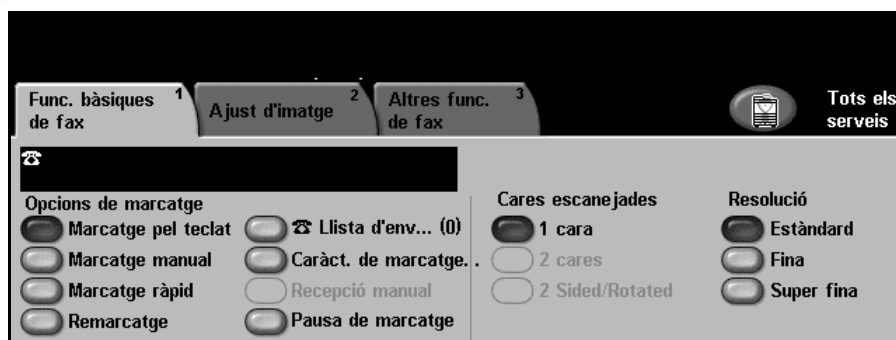 Func. bàsiques de fax 1
Ajust d'imatge 2
Altres func. de fax 3
Tots els serveis
☎
Opcions de marcatge
Marcatge pel teclat
Marcatge manual
Marcatge ràpid
Remarcatge
☎ Llista d'env... (0)
Caràct. de marcatge..
Recepció manual
Pausa de marcatge
Cares escanejades
1 cara
2 cares
2 Sided/Rotated
Resolució
Estàndard
Fina
Super fina